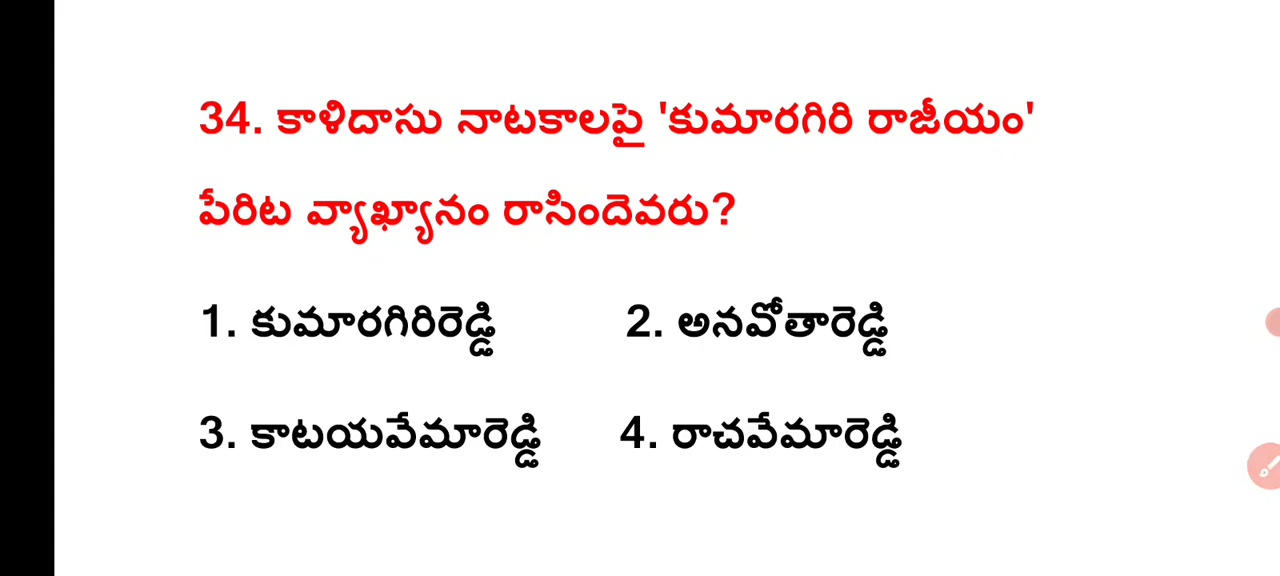 34. కాళిదాసు నాటకాలపై 'కుమారగిరి రాజీయం'
పేరిట వ్యాఖ్యానం రాసిందెవరు?
1. కుమారగిరిరెడ్డి 2. అనవోతారెడ్డి
3. కాటయవేమారెడ్డి 4. రాచవేమారెడ్డి